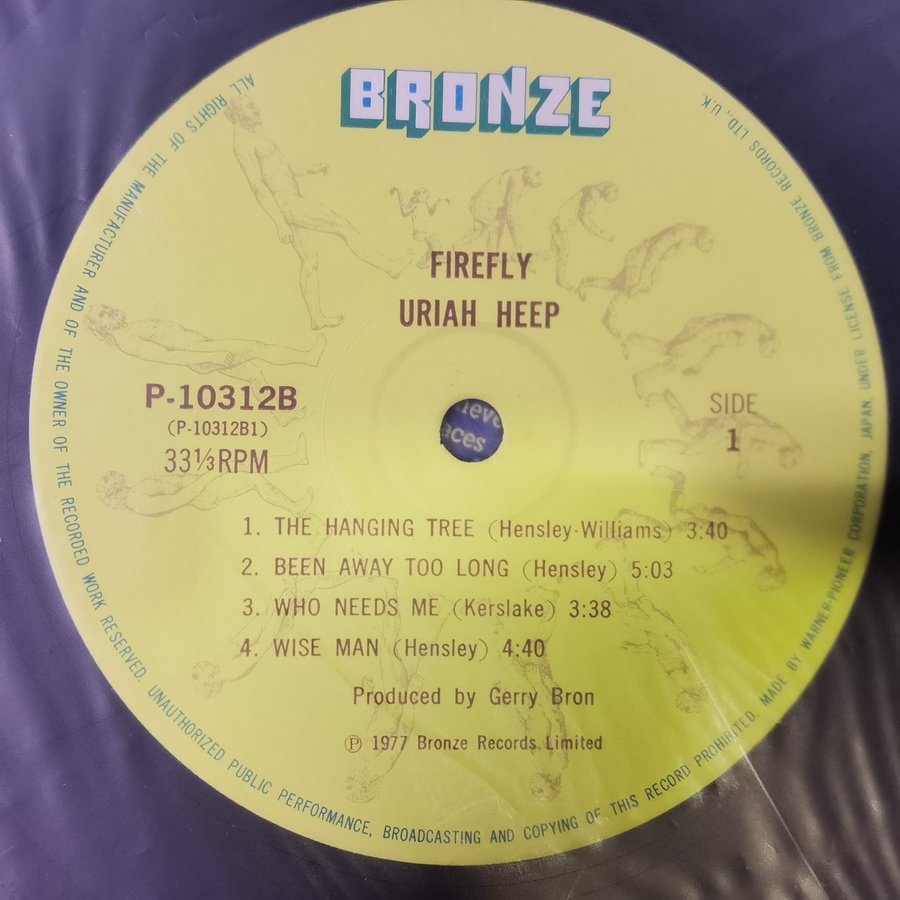 BRONZE
FIREFLY
URIAH HEEP
P-10312B
(P-10312B1)
33⅓RPM
SIDE
1
1. THE HANGING TREE (Hensley-Williams) 3:40
2. BEEN AWAY TOO LONG (Hensley) 5:03
3. WHO NEEDS ME (Kerslake) 3:38
4. WISE MAN (Hensley) 4:40
Produced by Gerry Bron
℗ 1977 Bronze Records Limited
ALL RIGHTS OF THE MANUFACTURER AND OF THE OWNER OF THE RECORDED WORK RESERVED. UNAUTHORIZED PUBLIC PERFORMANCE, BROADCASTING AND COPYING OF THIS RECORD PROHIBITED. MADE BY WARNER-PIONEER CORPORATION, JAPAN, UNDER LICENSE FROM BRONZE RECORDS LTD., U.K.